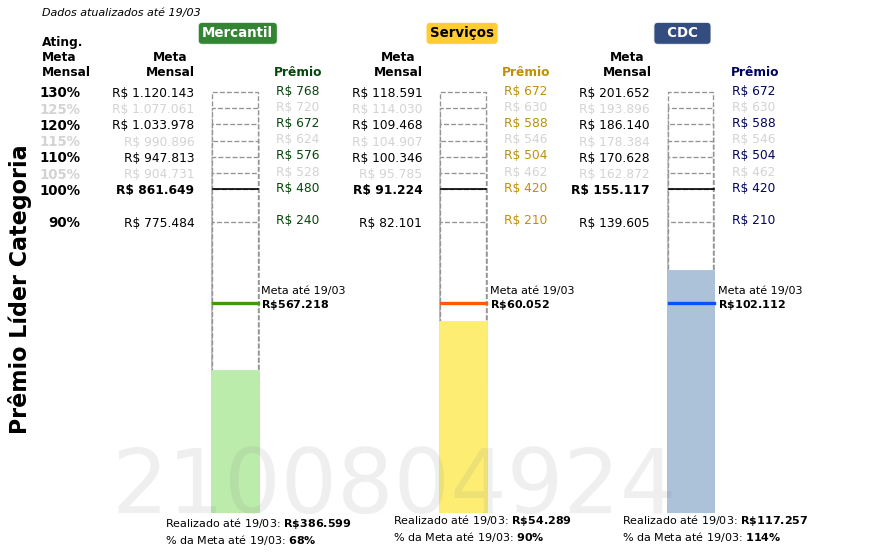 Dados atualizados até 19/03
Mercantil
Serviços
CDC
Ating.
Meta
Mensal
Meta
Mensal
Prêmio
Meta
Mensal
Prêmio
Meta
Mensal
Prêmio
130% R$ 1.120.143 R$ 768 R$ 118.591 R$ 672 R$ 201.652 R$ 672
125% R$ 1.077.061 R$ 720 R$ 114.030 R$ 630 R$ 193.896 R$ 630
120% R$ 1.033.978 R$ 672 R$ 109.468 R$ 588 R$ 186.140 R$ 588
115% R$ 990.896 R$ 624 R$ 104.907 R$ 546 R$ 178.384 R$ 546
110% R$ 947.813 R$ 576 R$ 100.346 R$ 504 R$ 170.628 R$ 504
105% R$ 904.731 R$ 528 R$ 95.785 R$ 462 R$ 162.872 R$ 462
100% R$ 861.649 R$ 480 R$ 91.224 R$ 420 R$ 155.117 R$ 420
90% R$ 775.484 R$ 240 R$ 82.101 R$ 210 R$ 139.605 R$ 210
Prêmio Líder Categoria
Meta até 19/03
R$567.218
Meta até 19/03
R$60.052
Meta até 19/03
R$102.112
2100804924
Realizado até 19/03: R$386.599
% da Meta até 19/03: 68%
Realizado até 19/03: R$54.289
% da Meta até 19/03: 90%
Realizado até 19/03: R$117.257
% da Meta até 19/03: 114%